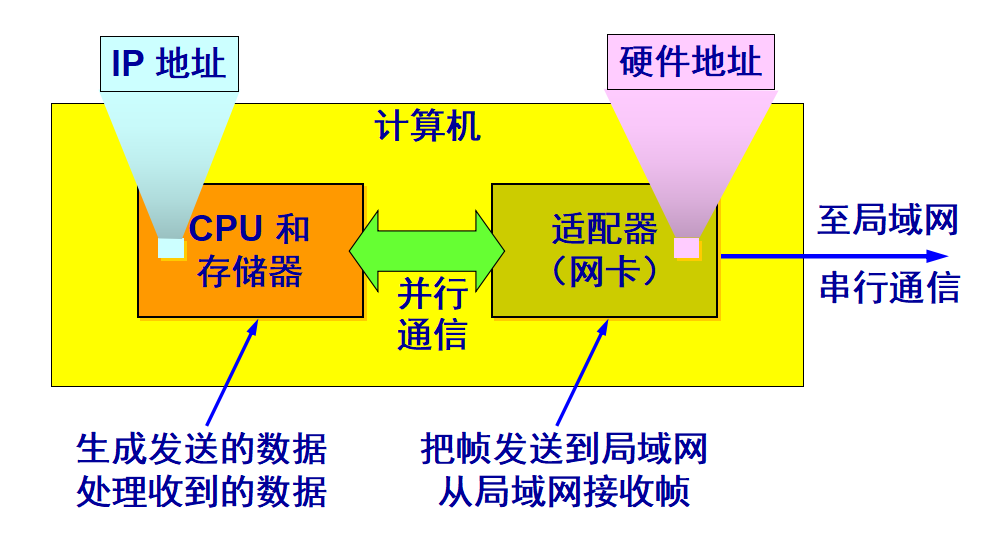 IP 地址
硬件地址
计算机
CPU 和
存储器
适配器
（网卡）
并行
通信
至局域网
串行通信
生成发送的数据
处理收到的数据
把帧发送到局域网
从局域网接收帧